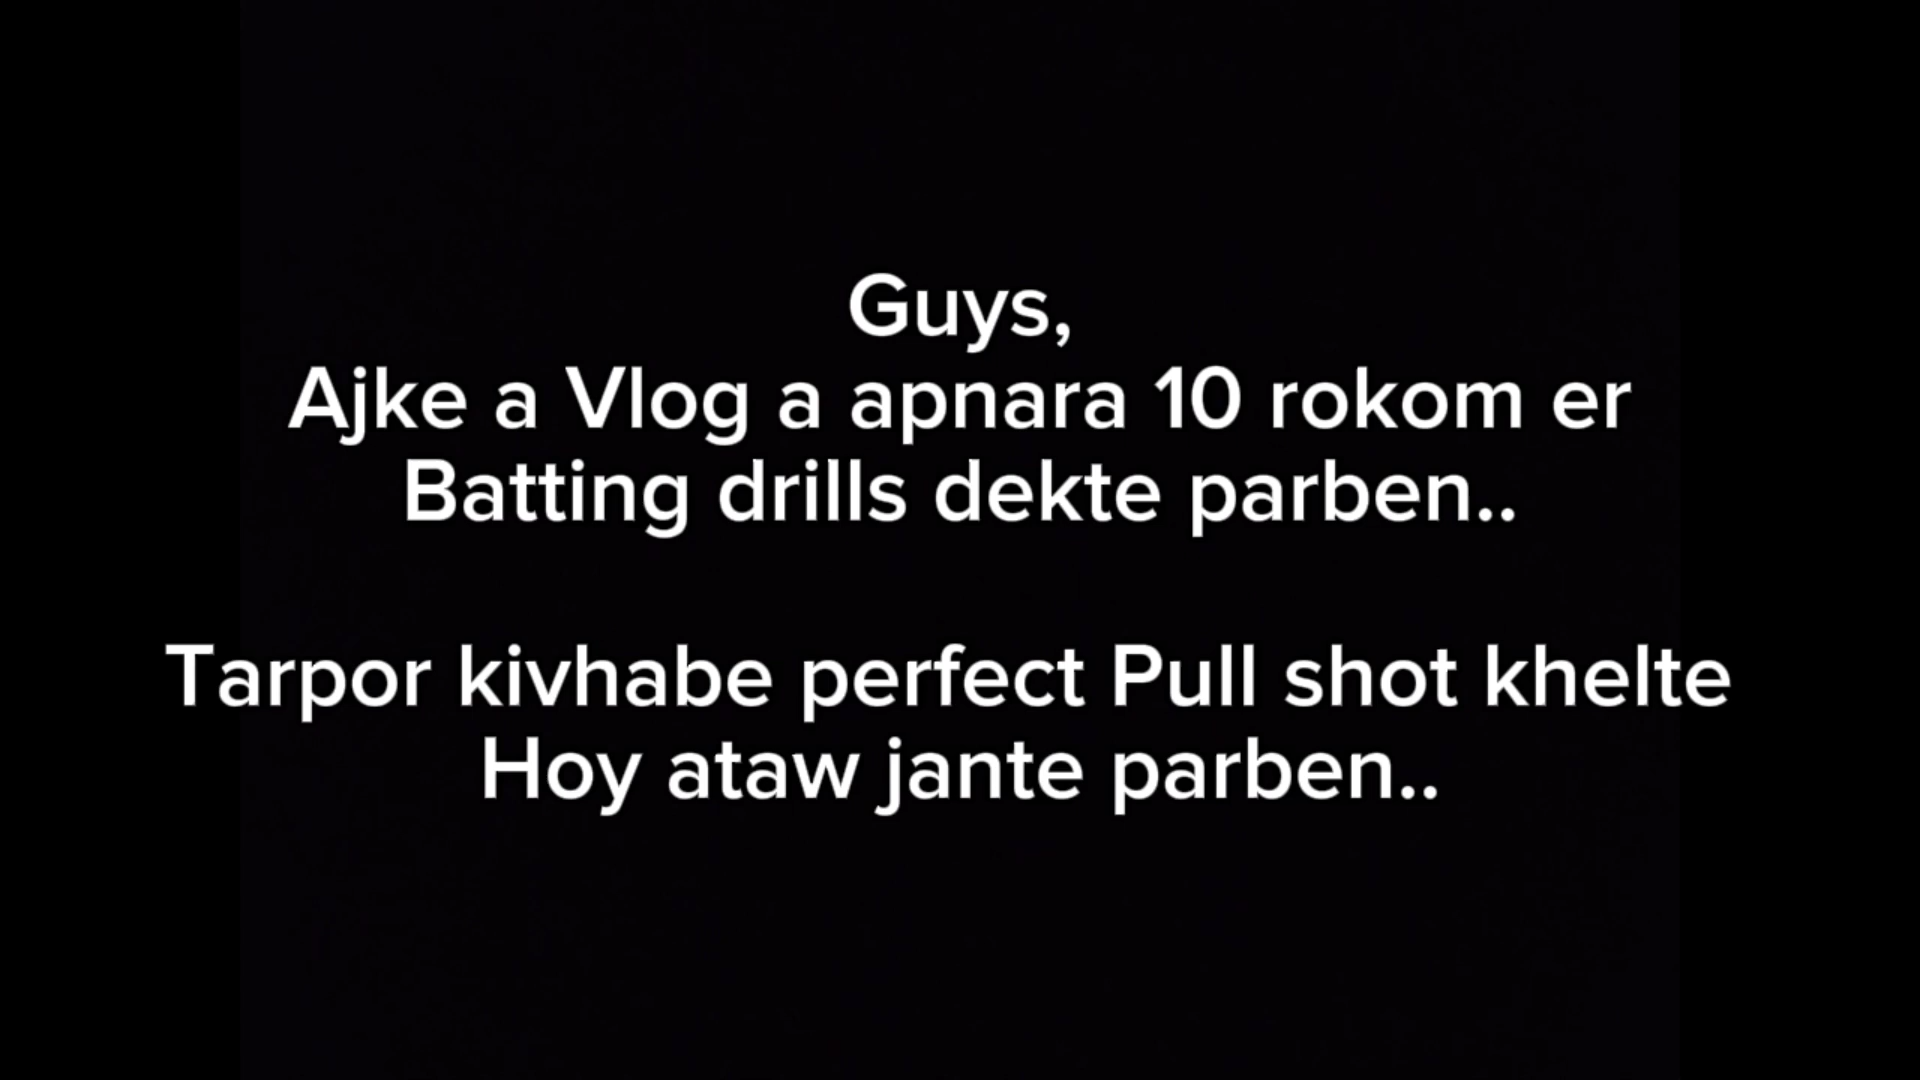 Guys,
Ajke a Vlog a apnara 10 rokom er
Batting drills dekte parben..
Tarpor kivhabe perfect Pull shot khelte
Hoy ataw jante parben..